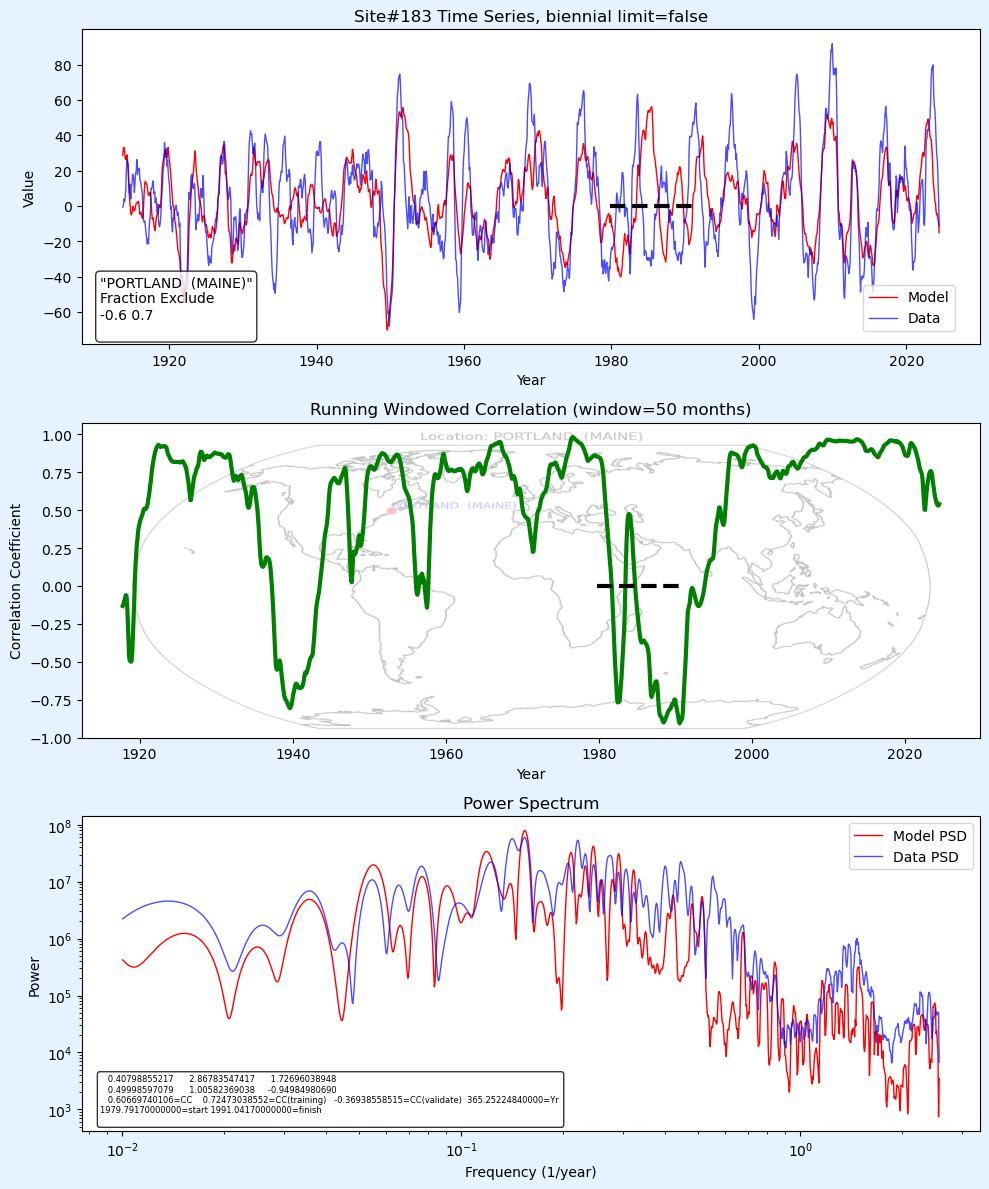 Site#183 Time Series, biennial limit=false
Value
80
60
40
20
0
−20
−40
−60
"PORTLAND (MAINE)"
Fraction Exclude
-0.6 0.7
Model
Data
1920
1940
1960
1980
2000
2020
Year
Running Windowed Correlation (window=50 months)
Location: PORTLAND (MAINE)
PORTLAND (MAINE)
Correlation Coefficient
1.00
0.75
0.50
0.25
0.00
−0.25
−0.50
−0.75
−1.00
1920
1940
1960
1980
2000
2020
Year
Power Spectrum
Model PSD
Data PSD
Power
10^8
10^7
10^6
10^5
10^4
10^3
0.40798855217 2.86783547417 1.72696038948
0.49998597079 1.00582369038 -0.94984980690
0.60669740106=CC 0.72473038552=CC(training) -0.36938558515=CC(validate) 365.25224840000=Yr
1979.79170000000=start 1991.04170000000=finish
10^−2
10^−1
10^0
Frequency (1/year)